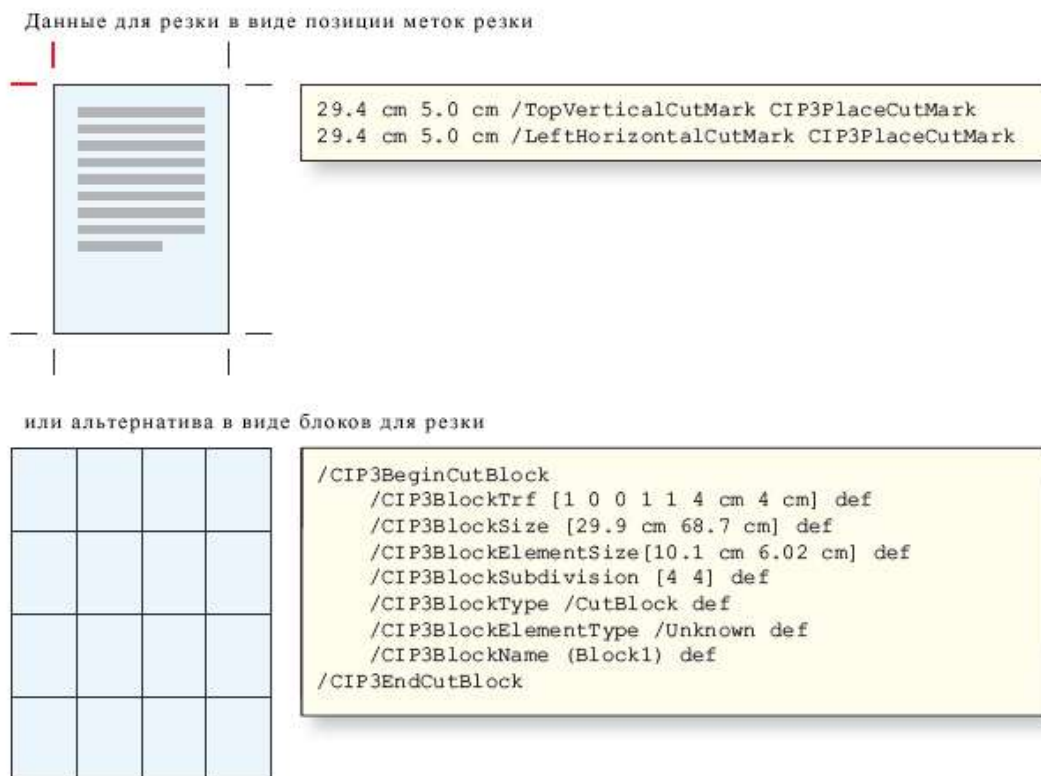 Данные для резки в виде позиции меток резки
29.4 cm 5.0 cm /TopVerticalCutMark CIP3PlaceCutMark
29.4 cm 5.0 cm /LeftHorizontalCutMark CIP3PlaceCutMark
или альтернатива в виде блоков для резки
/CIP3BeginCutBlock
/CIP3BlockTrf [1 0 0 1 1 4 cm 4 cm] def
/CIP3BlockSize [29.9 cm 68.7 cm] def
/CIP3BlockElementSize[10.1 cm 6.02 cm] def
/CIP3BlockSubdivision [4 4] def
/CIP3BlockType /CutBlock def
/CIP3BlockElementType /Unknown def
/CIP3BlockName (Block1) def
/CIP3EndCutBlock